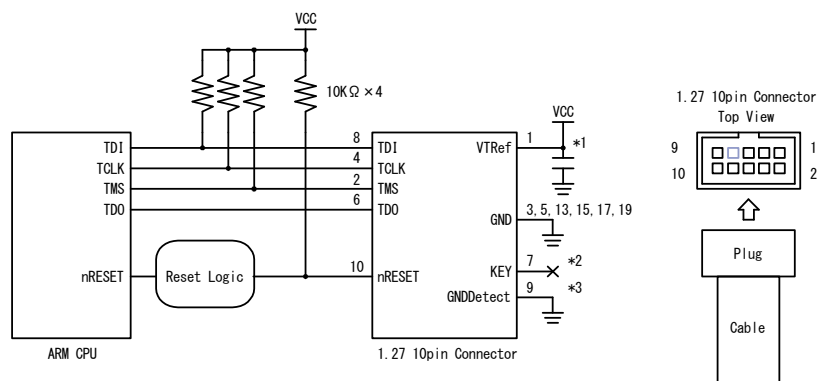 VCC
10KΩ×4
1.27 10pin Connector
Top View
VCC
TDI 8 TDI VTRef 1 *1
9 1
TCLK 4 TCLK
10 2
TMS 2 TMS
TDO 6 TDO
GND 3,5,13,15,17,19
Plug
nRESET Reset Logic 10 nRESET KEY 7 *2
GNDDetect 9 *3
Cable
ARM CPU 1.27 10pin Connector